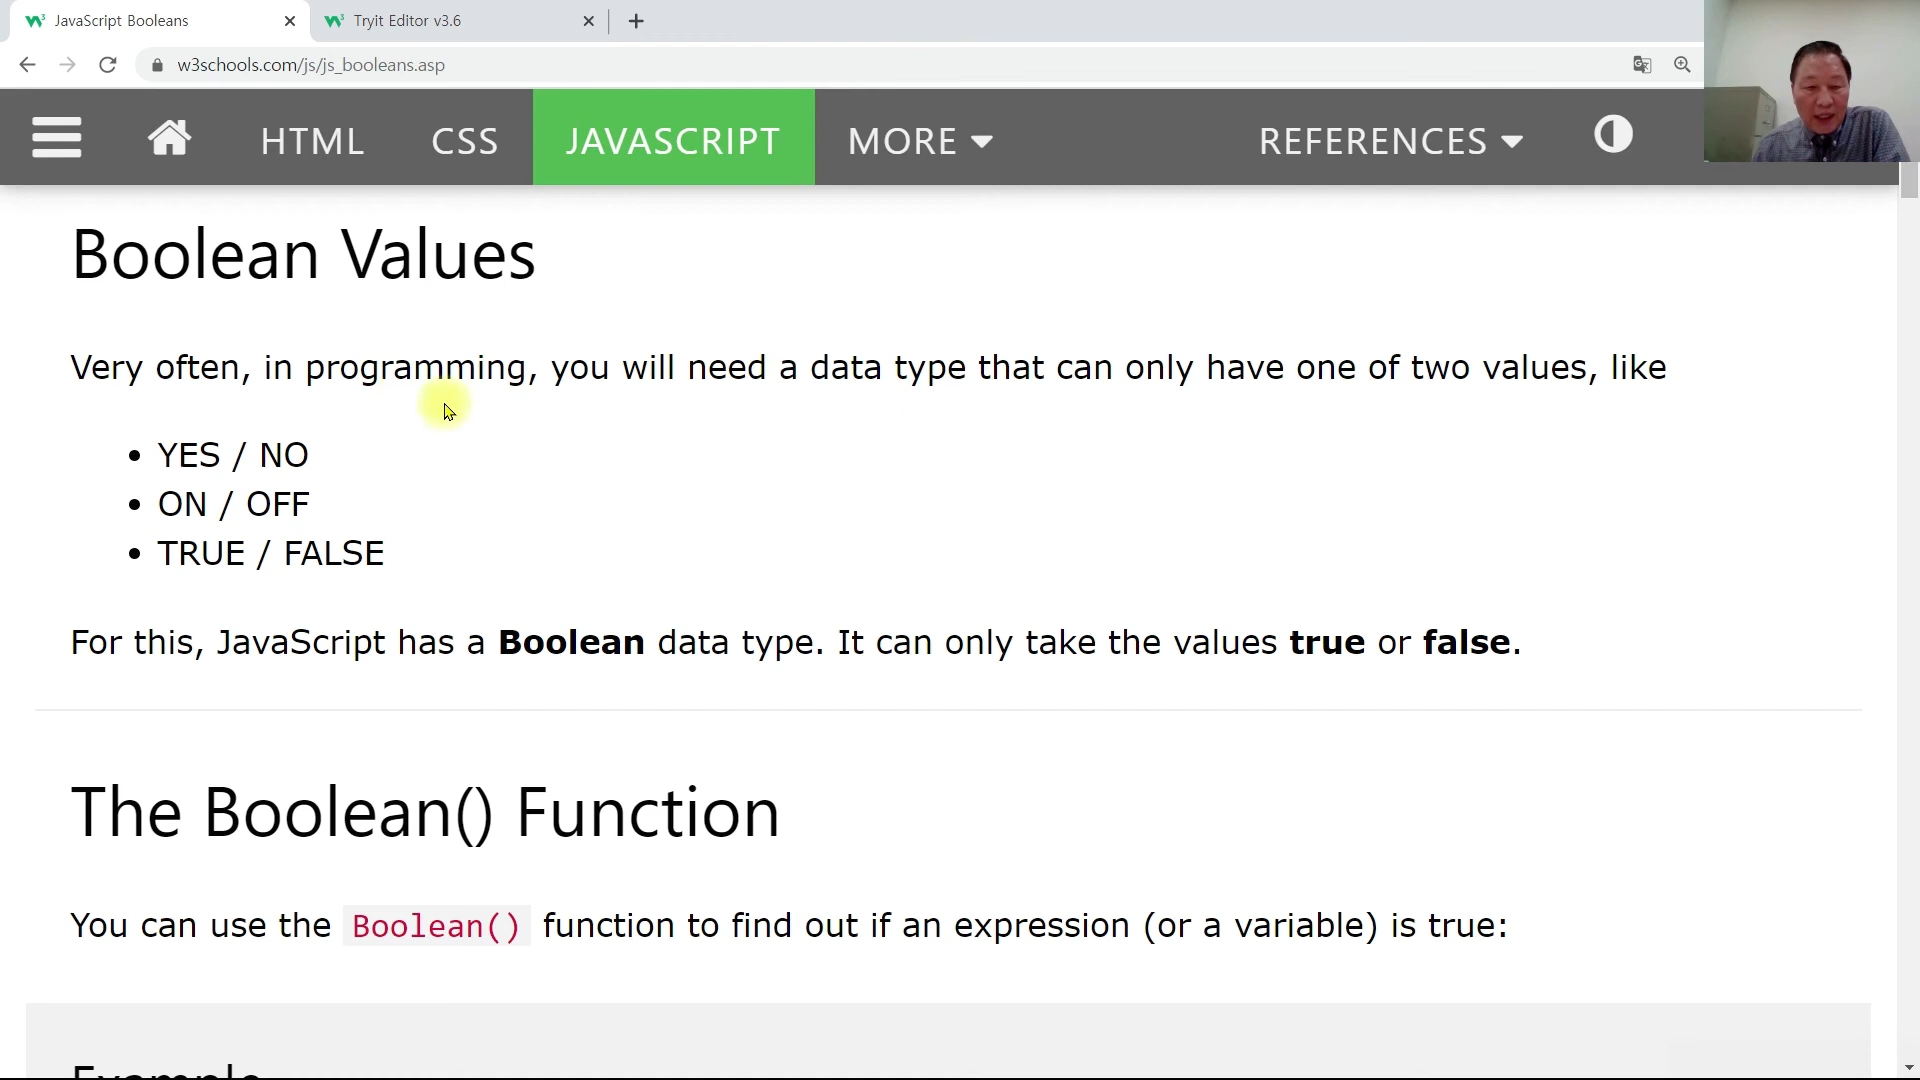 JavaScript Booleans
Tryit Editor v3.6
w3schools.com/js/js_booleans.asp
HTML CSS JAVASCRIPT MORE REFERENCES
Boolean Values
Very often, in programming, you will need a data type that can only have one of two values, like
• YES / NO
• ON / OFF
• TRUE / FALSE
For this, JavaScript has a Boolean data type. It can only take the values true or false.
The Boolean() Function
You can use the Boolean() function to find out if an expression (or a variable) is true:
Example